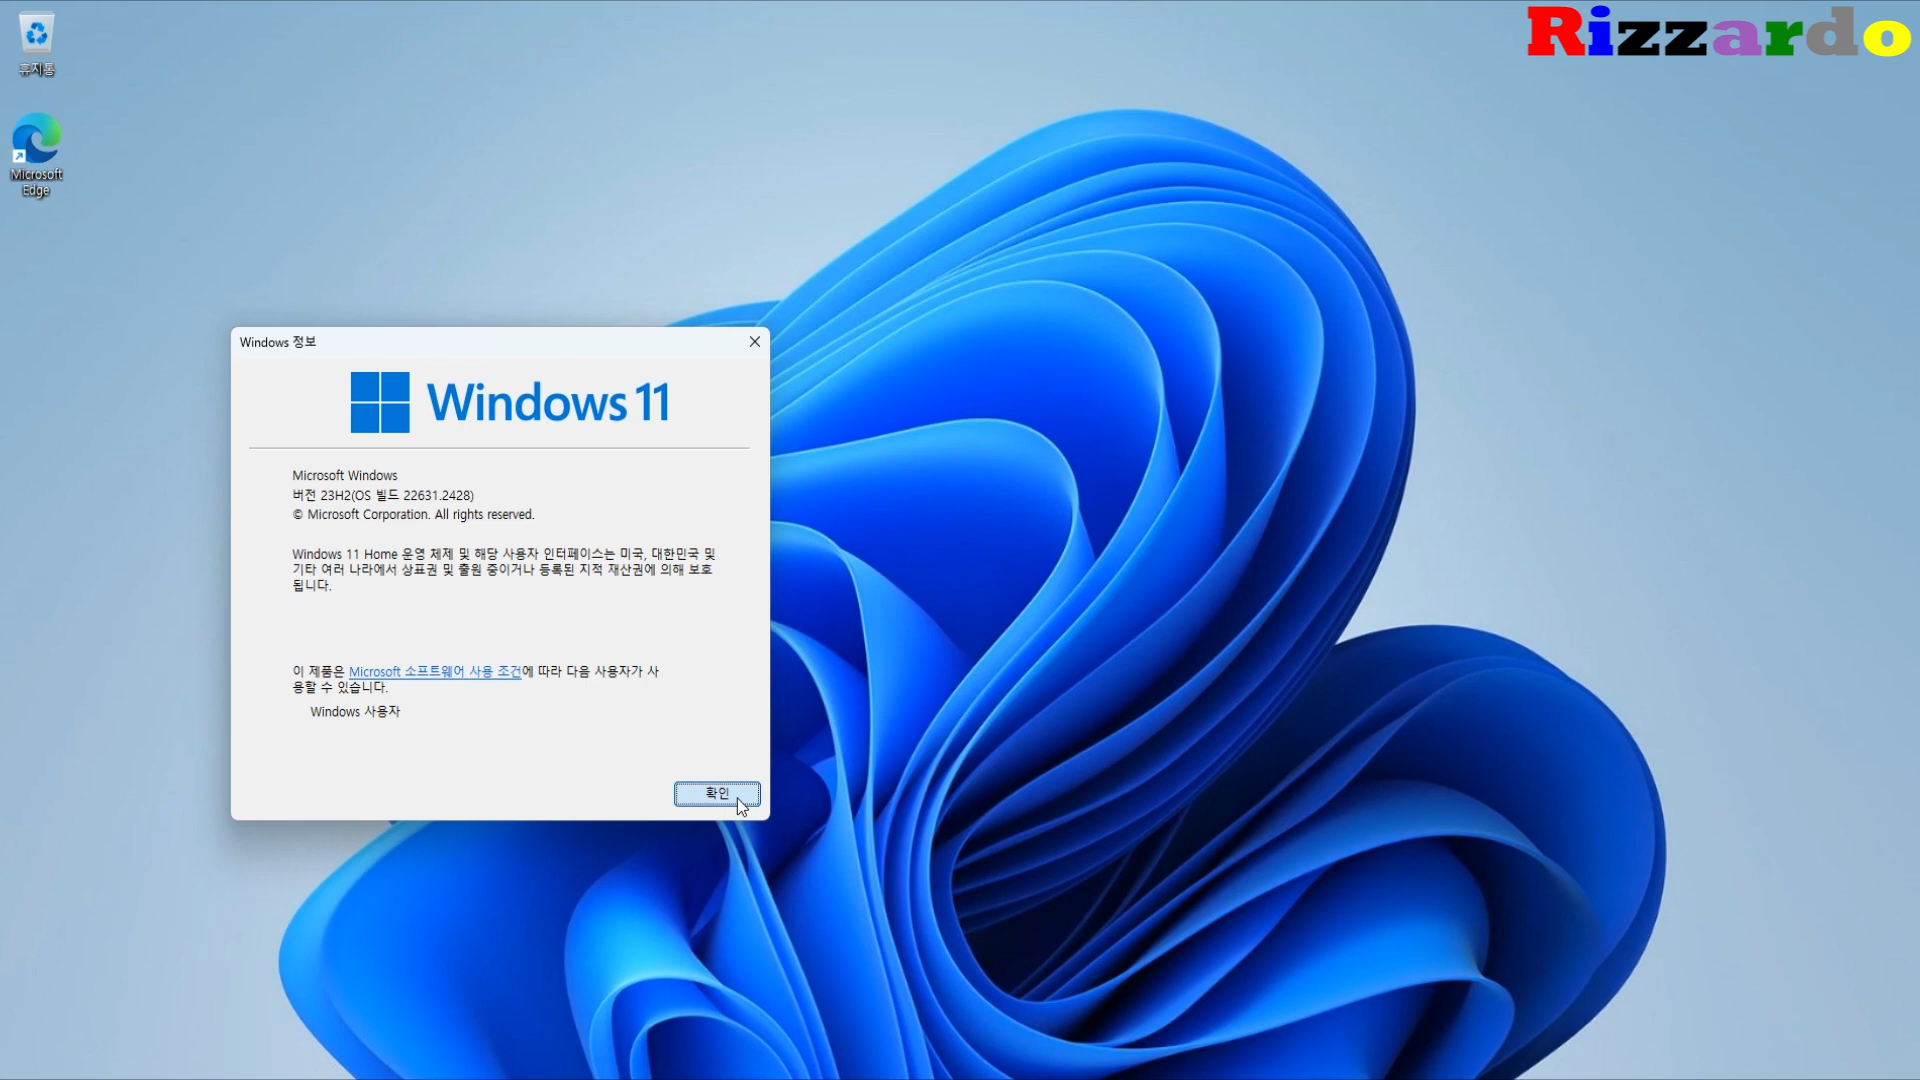 휴지통
Rizzardo
Microsoft
Edge
Windows 정보
Windows 11
Microsoft Windows
버전 23H2(OS 빌드 22631.2428)
© Microsoft Corporation. All rights reserved.
Windows 11 Home 운영 체제 및 해당 사용자 인터페이스는 미국, 대한민국 및
기타 여러 나라에서 상표권 및 출원 중이거나 등록된 지적 재산권에 의해 보호
됩니다.
이 제품은 Microsoft 소프트웨어 사용 조건에 따라 다음 사용자가 사
용할 수 있습니다.
Windows 사용자
확인